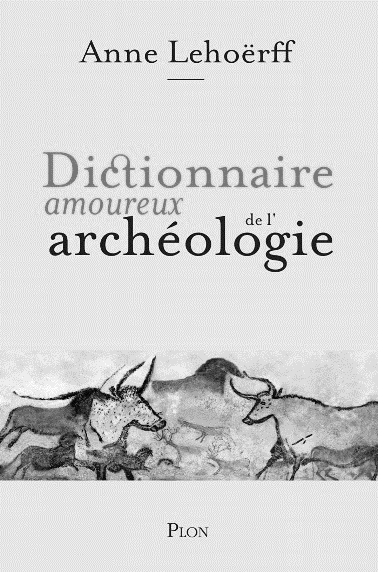 Anne Lehoërff
Dictionnaire
amoureux
de l'
archéologie
PLON